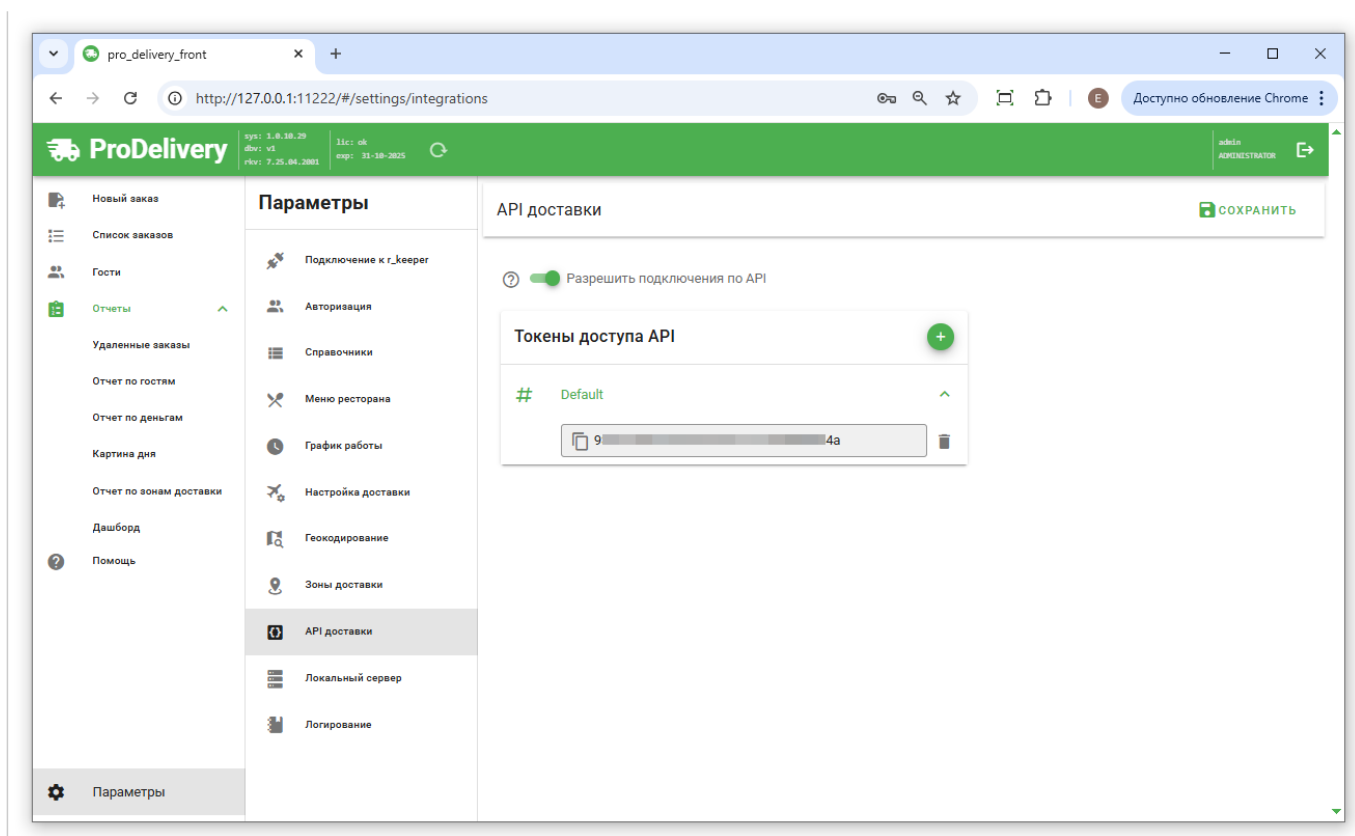 pro_delivery_front
http://127.0.0.1:11222/#/settings/integrations
E
Доступно обновление Chrome
ProDelivery
sys: 1.0.10.29
dbv: v1
rkv: 7.25.04.2001
lic: ok
exp: 31-10-2025
admin
ADMINISTRATOR
Новый заказ
Список заказов
Гости
Отчеты
Удаленные заказы
Отчет по гостям
Отчет по деньгам
Картина дня
Отчет по зонам доставки
Дашборд
Помощь
Параметры
Параметры
Подключение к r_keeper
Авторизация
Справочники
Меню ресторана
График работы
Настройка доставки
Геокодирование
Зоны доставки
API доставки
Локальный сервер
Логирование
API доставки
СОХРАНИТЬ
Разрешить подключения по API
Токены доступа API
Default
9 4a